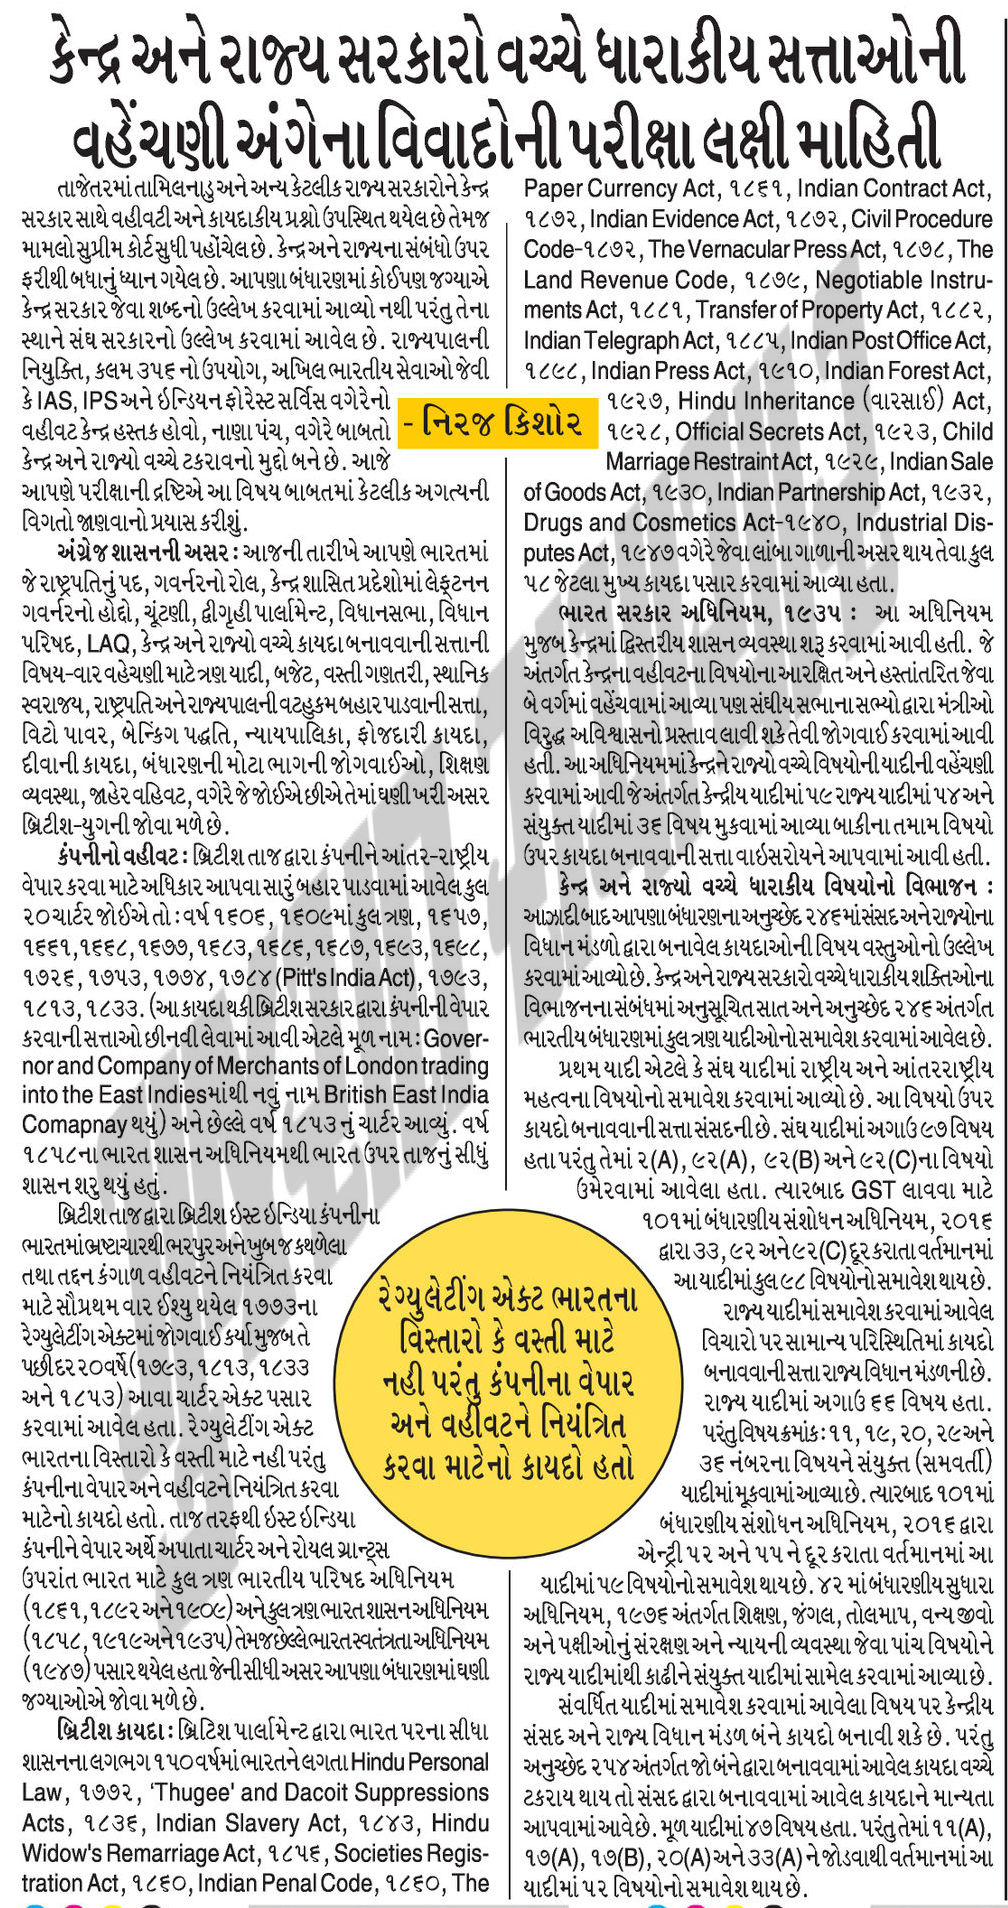 કેન્દ્ર અને રાજ્ય સરકારો વચ્ચે ધારાકીય સત્તાઓની
વહેંચણી અંગેના વિવાદોની પરીક્ષા લક્ષી માહિતી
તાજેતરમાં તામિલનાડુ અને અન્ય કેટલીક રાજ્ય સરકારોને કેન્દ્ર
સરકાર સાથે વહીવટી અને કાયદાકીય પ્રશ્નો ઉપસ્થિત થયેલ છે તેમજ
મામલો સુપ્રીમ કોર્ટ સુધી પહોંચેલ છે. કેન્દ્ર અને રાજ્યના સંબંધો ઉપર
ફરીથી બધાનું ધ્યાન ગયેલ છે. આપણા બંધારણમાં કોઈપણ જગ્યાએ
કેન્દ્ર સરકાર જેવા શબ્દનો ઉલ્લેખ કરવામાં આવ્યો નથી પરંતુ તેના
સ્થાને સંઘ સરકારનો ઉલ્લેખ કરવામાં આવેલ છે. રાજ્યપાલની
નિયુક્તિ, કલમ ૩૫૬ નો ઉપયોગ, અખિલ ભારતીય સેવાઓ જેવી
કે IAS, IPS અને ઇન્ડિયન ફોરેસ્ટ સર્વિસ વગેરેનો
વહીવટ કેન્દ્ર હસ્તક હોવો, નાણા પંચ, વગેરે બાબતો
કેન્દ્ર અને રાજ્યો વચ્ચે ટકરાવનો મુદ્દો બને છે. આજે
આપણે પરીક્ષાની દ્રષ્ટિએ આ વિષય બાબતમાં કેટલીક અગત્યની
વિગતો જાણવાનો પ્રયાસ કરીશું.
અંગ્રેજ શાસનની અસર : આજની તારીખે આપણે ભારતમાં
જે રાષ્ટ્રપતિનું પદ, ગવર્નરનો રોલ, કેન્દ્ર શાસિત પ્રદેશોમાં લેફ્ટનન
ગવર્નરનો હોદ્દો, ચૂંટણી, દ્વીગૃહી પાર્લામેન્ટ, વિધાનસભા, વિધાન
પરિષદ, LAQ, કેન્દ્ર અને રાજ્યો વચ્ચે કાયદા બનાવવાની સત્તાની
વિષય-વાર વહેચણી માટે ત્રણ યાદી, બજેટ, વસ્તી ગણતરી, સ્થાનિક
સ્વરાજય, રાષ્ટ્રપતિ અને રાજ્યપાલની વટહુકમ બહાર પાડવાની સત્તા,
વિટો પાવર, બેન્કિગ પદ્ધતિ, ન્યાયપાલિકા, ફોજદારી કાયદા,
દીવાની કાયદા, બંધારણની મોટા ભાગની જોગવાઈઓ, શિક્ષણ
વ્યવસ્થા, જાહેર વહિવટ, વગેરે જે જોઈએ છીએ તેમાં ઘણી ખરી અસર
બ્રિટીશ-યુગની જોવા મળે છે.
કંપનીનો વહીવટ : બ્રિટીશ તાજ દ્વારા કંપનીને આંતર-રાષ્ટ્રીય
વેપાર કરવા માટે અધિકાર આપવા સારું બહાર પાડવામાં આવેલ કુલ
૨૦ ચાર્ટર જોઈએ તો : વર્ષ ૧૬૦૬, ૧૬૦૯માં કુલ ત્રણ, ૧૬૫૭,
૧૬૬૧,૧૬૬૮, ૧૬૭૭, ૧૬૮૩, ૧૬૮૬, ૧૬૮૭, ૧૬૯૩, ૧૬૯૮,
૧૭૨૬, ૧૭૫૩, ૧૭૭૪, ૧૭૮૪(Pitt's India Act), ૧૭૯૩,
૧૮૧૩, ૧૮૩૩. (આ કાયદા થકી બ્રિટીશ સરકાર દ્વારા કંપનીની વેપાર
કરવાની સત્તાઓ છીનવી લેવામાં આવી એટલે મૂળ નામ : Gover-
nor and Company of Merchants of London trading
into the East Indiesમાંથી નવું નામ British East India
Comapnay થયું) અને છેલ્લે વર્ષ ૧૮૫૩ નું ચાર્ટર આવ્યું. વર્ષ
૧૮૫૮ના ભારત શાસન અધિનિયમથી ભારત ઉપર તાજનું સીધું
શાસન શરુ થયું હતું.
બ્રિટીશ તાજ દ્વારા બ્રિટીશ ઇસ્ટ ઇન્ડિયા કંપનીના
ભારતમાં ભ્રષ્ટાચારથી ભરપુર અને ખુબ જ કથળેલા
તથા તદ્દન કંગાળ વહીવટને નિયંત્રિત કરવા
માટે સૌ પ્રથમ વાર ઈશ્યુ થયેલ ૧૭૭૩ના
રેગ્યુલેટીંગ એક્ટમાં જોગવાઈ કર્યા મુજબ તે
પછી દર ૨૦ વર્ષે (૧૭૯૩, ૧૮૧૩, ૧૮૩૩
અને ૧૮૫૩) આવા ચાર્ટર એક્ટ પસાર
કરવામાં આવેલ હતા. રેગ્યુલેટીંગ એક્ટ
ભારતના વિસ્તારો કે વસ્તી માટે નહી પરંતુ
કંપનીના વેપાર અને વહીવટને નિયંત્રિત કરવા
માટેનો કાયદો હતો. તાજ તરફથી ઇસ્ટ ઇન્ડિયા
કંપનીને વેપાર અર્થે અપાતા ચાર્ટર અને રોયલ ગ્રાન્ટ્સ
ઉપરાંત ભારત માટે કુલ ત્રણ ભારતીય પરિષદ અધિનિયમ
(૧૮૬૧,૧૮૯૨ અને ૧૯૦૯) અને કુલ ત્રણ ભારત શાસન અધિનિયમ
(૧૮૫૮, ૧૯૧૯ અને ૧૯૩૫) તેમજ છેલ્લે ભારત સ્વતંત્રતા અધિનિયમ
(૧૯૪૭) પસાર થયેલ હતા જેની સીધી અસર આપણા બંધારણમાં ઘણી
જગ્યાઓએ જોવા મળે છે.
બ્રિટીશ કાયદા : બ્રિટિશ પાર્લામેન્ટ દ્વારા ભારત પરના સીધા
શાસનના લગભગ ૧૫૦ વર્ષમાં ભારતને લગતા Hindu Personal
Law, ૧૭૭૨, ‘Thugee' and Dacoit Suppressions
Acts, ૧૮૩૬, Indian Slavery Act, ૧૮૪૩, Hindu
Widow's Remarriage Act, ૧૮૫૬, Societies Regis-
tration Act, ૧૮૬૦, Indian Penal Code, ૧૮૬૦, The
- નિરજ કિશોર
રેગ્યુલેટીંગ એક્ટ ભારતના
વિસ્તારો કે વસ્તી માટે
નહી પરંતુ કંપનીના વેપાર
અને વહીવટને નિયંત્રિત
કરવા માટેનો કાયદો હતો
Paper Currency Act, ૧૮૬૧, Indian Contract Act,
૧૮૭૨, Indian Evidence Act, ૧૮૭૨, Civil Procedure
Code-૧૮૭૨, The Vernacular Press Act, ૧૮૭૮, The
Land Revenue Code, ૧૮૭૯, Negotiable Instru-
ments Act, ૧૮૮૧, Transfer of Property Act, ૧૮૮૨,
Indian Telegraph Act, ૧૮૮૫, Indian Post Office Act,
૧૮૯૮, Indian Press Act, ૧૯૧૦, Indian Forest Act,
૧૯૨૭, Hindu Inheritance (વારસાઈ) Act,
૧૯૨૮, Official Secrets Act, ૧૯૨૩, Child
Marriage Restraint Act, ૧૯૨૯, Indian Sale
of Goods Act, ૧૯૩૦, Indian Partnership Act, ૧૯૩૨,
Drugs and Cosmetics Act-૧૯૪૦, Industrial Dis-
putes Act, ૧૯૪૭ વગેરે જેવા લાંબા ગાળાની અસર થાય તેવા કુલ
૫૮ જેટલા મુખ્ય કાયદા પસાર કરવામાં આવ્યા હતા.
ભારત સરકાર અધિનિયમ, ૧૯૩૫ : આ અધિનિયમ
મુજબ કેન્દ્રમાં દ્વિસ્તરીય શાસન વ્યવસ્થા શરૂ કરવામાં આવી હતી. જે
અંતર્ગત કેન્દ્રના વહીવટના વિષયોના આરક્ષિત અને હસ્તાંતરિત જેવા
બે વર્ગમાં વહેંચવામાં આવ્યા પણ સંઘીય સભાના સભ્યો દ્વારા મંત્રીઓ
વિરુદ્ધ અવિશ્વાસનો પ્રસ્તાવ લાવી શકે તેવી જોગવાઈ કરવામાં આવી
હતી. આ અધિનિયમમાં કેન્દ્રને રાજ્યો વચ્ચે વિષયોની યાદીની વહેંચણી
કરવામાં આવી જે અંતર્ગત કેન્દ્રીય યાદીમાં ૫૯ રાજ્ય યાદીમાં ૫૪ અને
સંયુક્ત યાદીમાં ૩૬ વિષય મુકવામાં આવ્યા બાકીના તમામ વિષયો
ઉપર કાયદા બનાવવાની સત્તા વાઇસરોયને આપવામાં આવી હતી.
કેન્દ્ર અને રાજ્યો વચ્ચે ધારાકીય વિષયોનો વિભાજન :
આઝાદી બાદ આપણા બંધારણના અનુચ્છેદ ૨૪૬માં સંસદ અને રાજ્યોના
વિધાન મંડળો દ્વારા બનાવેલ કાયદાઓની વિષય વસ્તુઓનો ઉલ્લેખ
કરવામાં આવ્યો છે. કેન્દ્ર અને રાજ્ય સરકારો વચ્ચે ધારાકીય શક્તિઓના
વિભાજનના સંબંધમાં અનુસૂચિત સાત અને અનુચ્છેદ ૨૪૬ અંતર્ગત
ભારતીય બંધારણમાં કુલ ત્રણ યાદીઓનો સમાવેશ કરવામાં આવેલ છે.
પ્રથમ યાદી એટલે કે સંઘ યાદીમાં રાષ્ટ્રીય અને આંતરરાષ્ટ્રીય
મહત્વના વિષયોનો સમાવેશ કરવામાં આવ્યો છે. આ વિષયો ઉપર
કાયદો બનાવવાની સત્તા સંસદની છે. સંઘ યાદીમાં અગાઉ ૯૭ વિષય
હતા પરંતુ તેમાં ૨(A), ૯૨(A), ૯૨(B) અને ૯૨(C)ના વિષયો
ઉમેરવામાં આવેલા હતા. ત્યારબાદ GST લાવવા માટે
૧૦૧માં બંધારણીય સંશોધન અધિનિયમ, ૨૦૧૬
દ્વારા ૩૩, ૯૨ અને ૯૨(C) દૂર કરાતા વર્તમાનમાં
આ યાદીમાં કુલ ૯૮ વિષયોનો સમાવેશ થાય છે.
રાજ્ય યાદીમાં સમાવેશ કરવામાં આવેલ
વિચારો પર સામાન્ય પરિસ્થિતિમાં કાયદો
બનાવવાની સત્તા રાજ્ય વિધાન મંડળની છે.
રાજ્ય યાદીમાં અગાઉ ૬૬ વિષય હતા.
પરંતુ વિષય ક્રમાંક: ૧૧, ૧૯, ૨૦, ૨૯ અને
૩૬ નંબરના વિષયને સંયુક્ત (સમવર્તી)
યાદીમાં મૂકવામાં આવ્યા છે. ત્યારબાદ ૧૦૧માં
બંધારણીય સંશોધન અધિનિયમ, ૨૦૧૬ દ્વારા
એન્ટ્રી ૫૨ અને ૫૫ ને દૂર કરાતા વર્તમાનમાં આ
યાદીમાં ૫૯ વિષયોનો સમાવેશ થાય છે. ૪૨ માં બંધારણીય સુધારા
અધિનિયમ, ૧૯૭૬ અંતર્ગત શિક્ષણ, જંગલ, તોલમાપ, વન્ય જીવો
અને પક્ષીઓનું સંરક્ષણ અને ન્યાયની વ્યવસ્થા જેવા પાંચ વિષયોને
રાજ્ય યાદીમાંથી કાઢીને સંયુક્ત યાદીમાં સામેલ કરવામાં આવ્યા છે.
સંવર્ધિત યાદીમાં સમાવેશ કરવામાં આવેલા વિષય પર કેન્દ્રીય
સંસદ અને રાજ્ય વિધાન મંડળ બંને કાયદો બનાવી શકે છે. પરંતુ
અનુચ્છેદ ૨૫૪ અંતર્ગત જો બંને દ્વારા બનાવવામાં આવેલ કાયદા વચ્ચે
ટકરાય થાય તો સંસદ દ્વારા બનાવવામાં આવેલ કાયદાને માન્યતા
આપવામાં આવે છે. મૂળ યાદીમાં ૪૭ વિષય હતા. પરંતુ તેમાં ૧૧(A),
૧૭(A), ૧૭(B), ૨૦(A) અને ૩૩(A) ને જોડવાથી વર્તમાનમાં આ
યાદીમાં ૫૨ વિષયોનો સમાવેશ થાય છે.